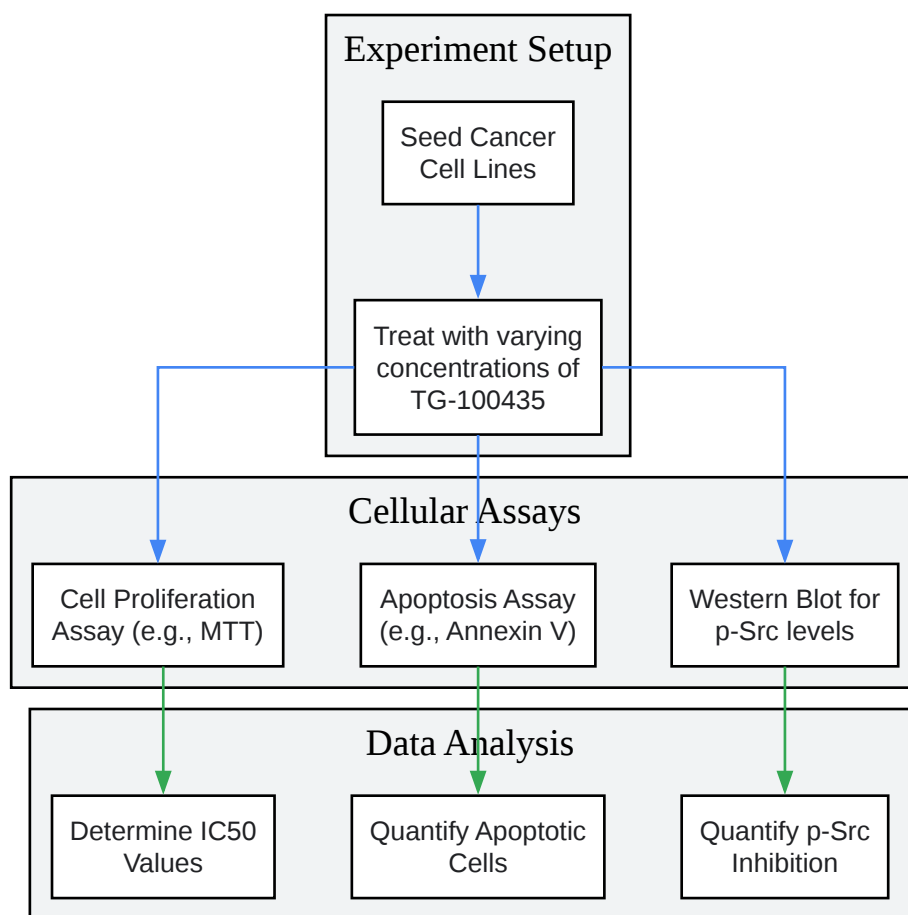 Experiment Setup
Seed Cancer
Cell Lines
Treat with varying
concentrations of
TG-100435
Cellular Assays
Cell Proliferation
Assay (e.g., MTT)
Apoptosis Assay
(e.g., Annexin V)
Western Blot for
p-Src levels
Data Analysis
Determine IC50
Values
Quantify Apoptotic
Cells
Quantify p-Src
Inhibition